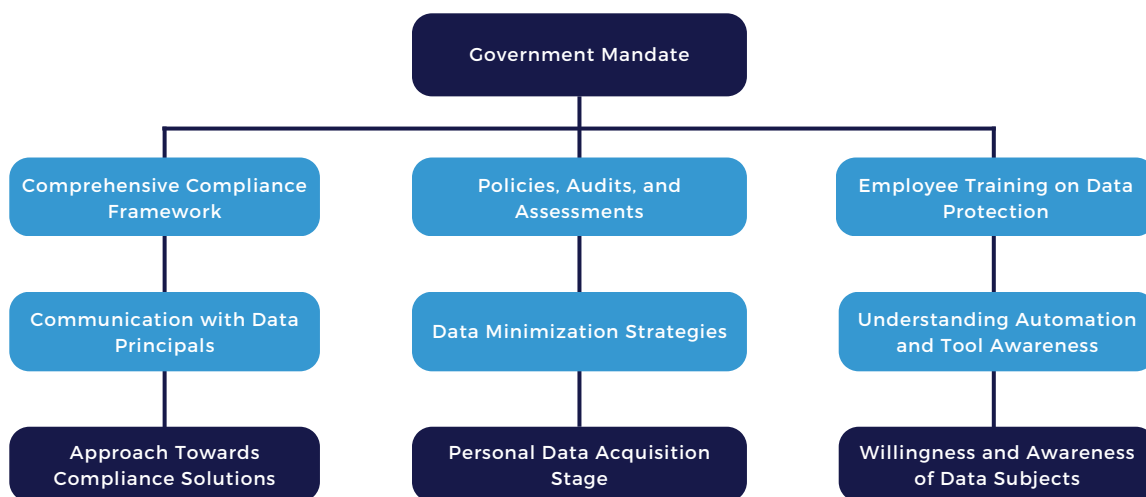 Government Mandate
Comprehensive Compliance
Framework
Policies, Audits, and
Assessments
Employee Training on Data
Protection
Communication with Data
Principals
Data Minimization Strategies
Understanding Automation
and Tool Awareness
Approach Towards
Compliance Solutions
Personal Data Acquisition
Stage
Willingness and Awareness
of Data Subjects